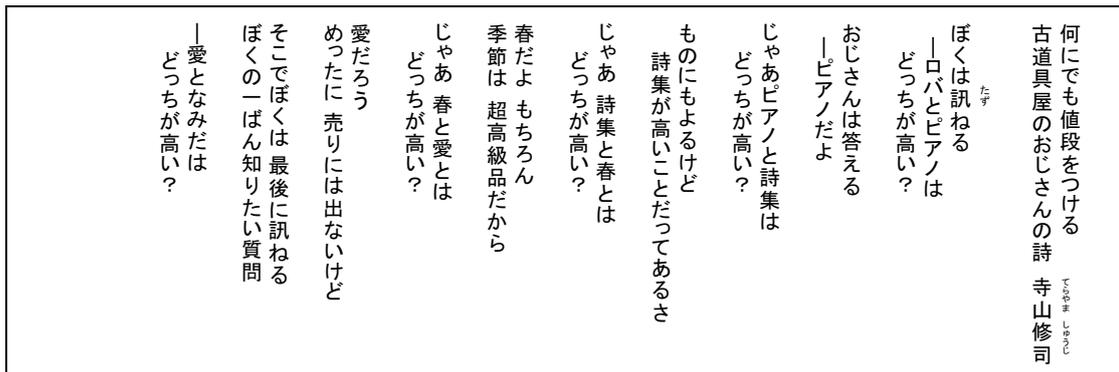 何にでも値段をつける
古道具屋のおじさんの詩　寺山修司
てらやま しゅうじ
ぼくは訊ねる
たず
―ロバとピアノは
どっちが高い？
おじさんは答える
―ピアノだよ
じゃあピアノと詩集は
どっちが高い？
ものにもよるけど
詩集が高いことだってあるさ
じゃあ 詩集と春とは
どっちが高い？
春だよ もちろん
季節は 超高級品だから
じゃあ 春と愛とは
どっちが高い？
愛だろう
めったに 売りには出ないけど
そこでぼくは 最後に訊ねる
ぼくの一ばん知りたい質問
―愛となみだは
どっちが高い？